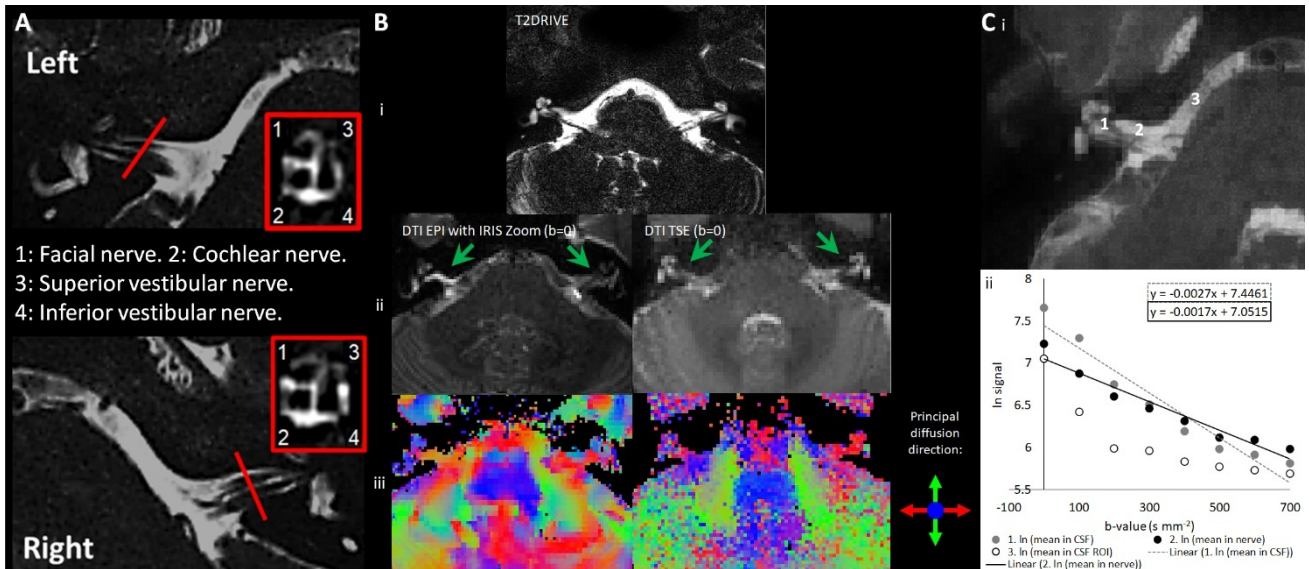 A
Left
1 3
2 4
1: Facial nerve. 2: Cochlear nerve.
3: Superior vestibular nerve.
4: Inferior vestibular nerve.
1 3
2 4
Right
B
T2DRIVE
i
DTI EPI with IRIS Zoom (b=0)
DTI TSE (b=0)
ii
iii
Principal
diffusion
direction:
C i
3
1 2
ii
8
7.5
7
6.5
6
5.5
ln signal
y = -0.0027x + 7.4461
y = -0.0017x + 7.0515
-100 100 300 500 700
b-value (s mm⁻²)
1. ln (mean in CSF)
2. ln (mean in nerve)
3. ln (mean in CSF ROI)
Linear (1. ln (mean in CSF))
Linear (2. ln (mean in nerve))